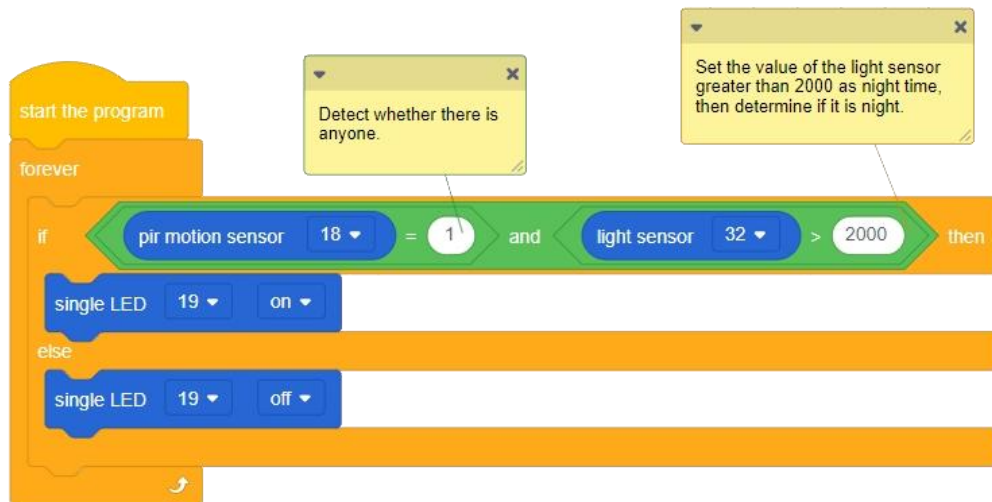 Set the value of the light sensor
greater than 2000 as night time,
then determine if it is night.
Detect whether there is
anyone.
start the program
forever
if pir motion sensor 18 = 1 and light sensor 32 > 2000 then
single LED 19 on
else
single LED 19 off